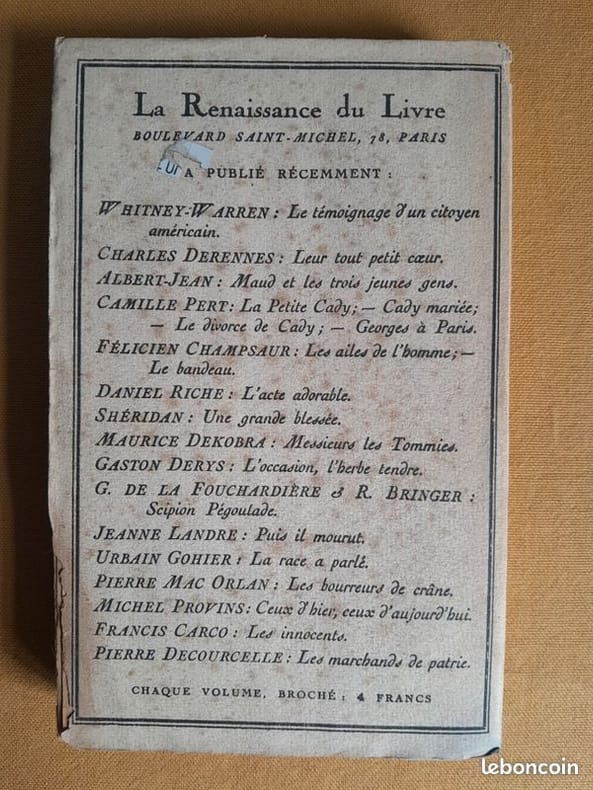 La Renaissance du Livre
BOULEVARD SAINT-MICHEL, 78, PARIS
A PUBLIÉ RÉCEMMENT :
WHITNEY-WARREN : Le témoignage d'un citoyen
américain.
CHARLES DERENNES : Leur tout petit cœur.
ALBERT-JEAN : Maud et les trois jeunes gens.
CAMILLE PERT : La Petite Cady ; — Cady mariée ;
— Le divorce de Cady ; — Georges à Paris.
FÉLICIEN CHAMPSAUR : Les ailes de l'homme ; —
Le bandeau.
DANIEL RICHE : L'acte adorable.
SHÉRIDAN : Une grande blessée.
MAURICE DEKOBRA : Messieurs les Tommies.
GASTON DERYS : L'occasion, l'herbe tendre.
G. DE LA FOUCHARDIÈRE & R. BRINGER :
Scipion Pégoulade.
JEANNE LANDRE : Puis il mourut.
URBAIN GOHIER : La race a parlé.
PIERRE MAC ORLAN : Les bourreurs de crâne.
MICHEL PROVINS : Ceux d'hier, ceux d'aujourd'hui.
FRANCIS CARCO : Les innocents.
PIERRE DECOURCELLE : Les marchands de patrie.
CHAQUE VOLUME, BROCHÉ : 4 FRANCS
leboncoin